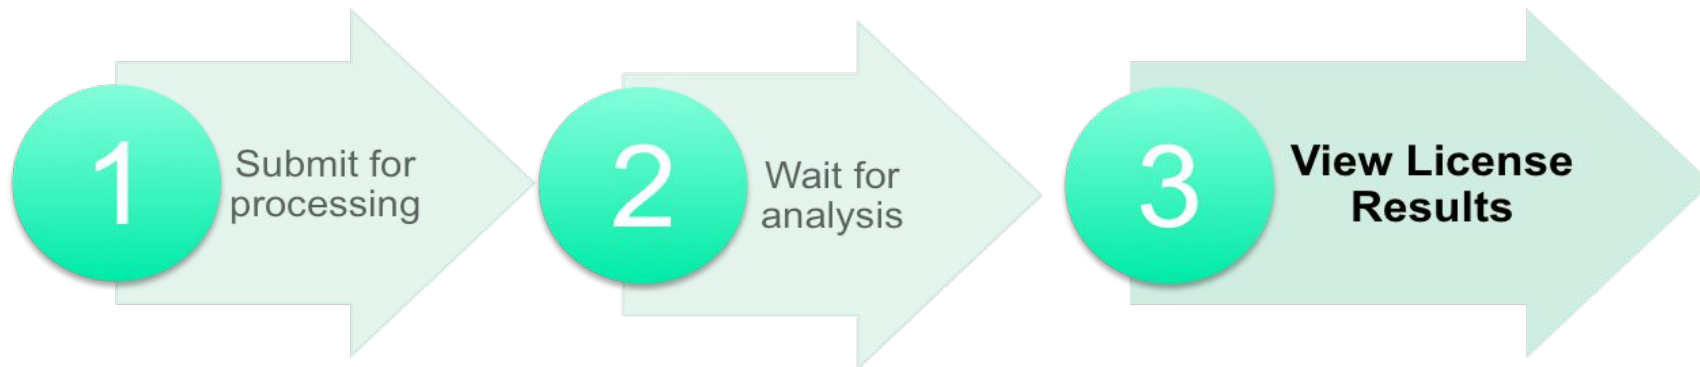 1
Submit for
processing
2
Wait for
analysis
3
View License
Results